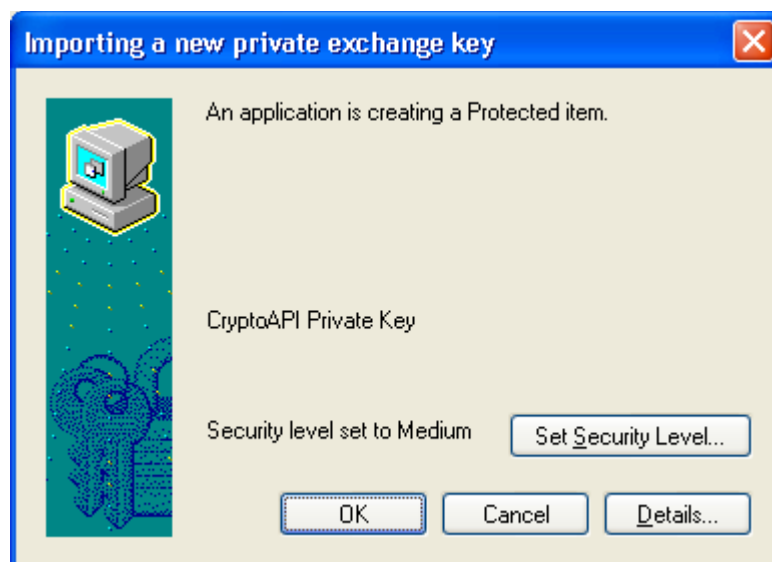 Importing a new private exchange key
An application is creating a Protected item.
CryptoAPI Private Key
Security level set to Medium
Set Security Level...
OK
Cancel
Details...